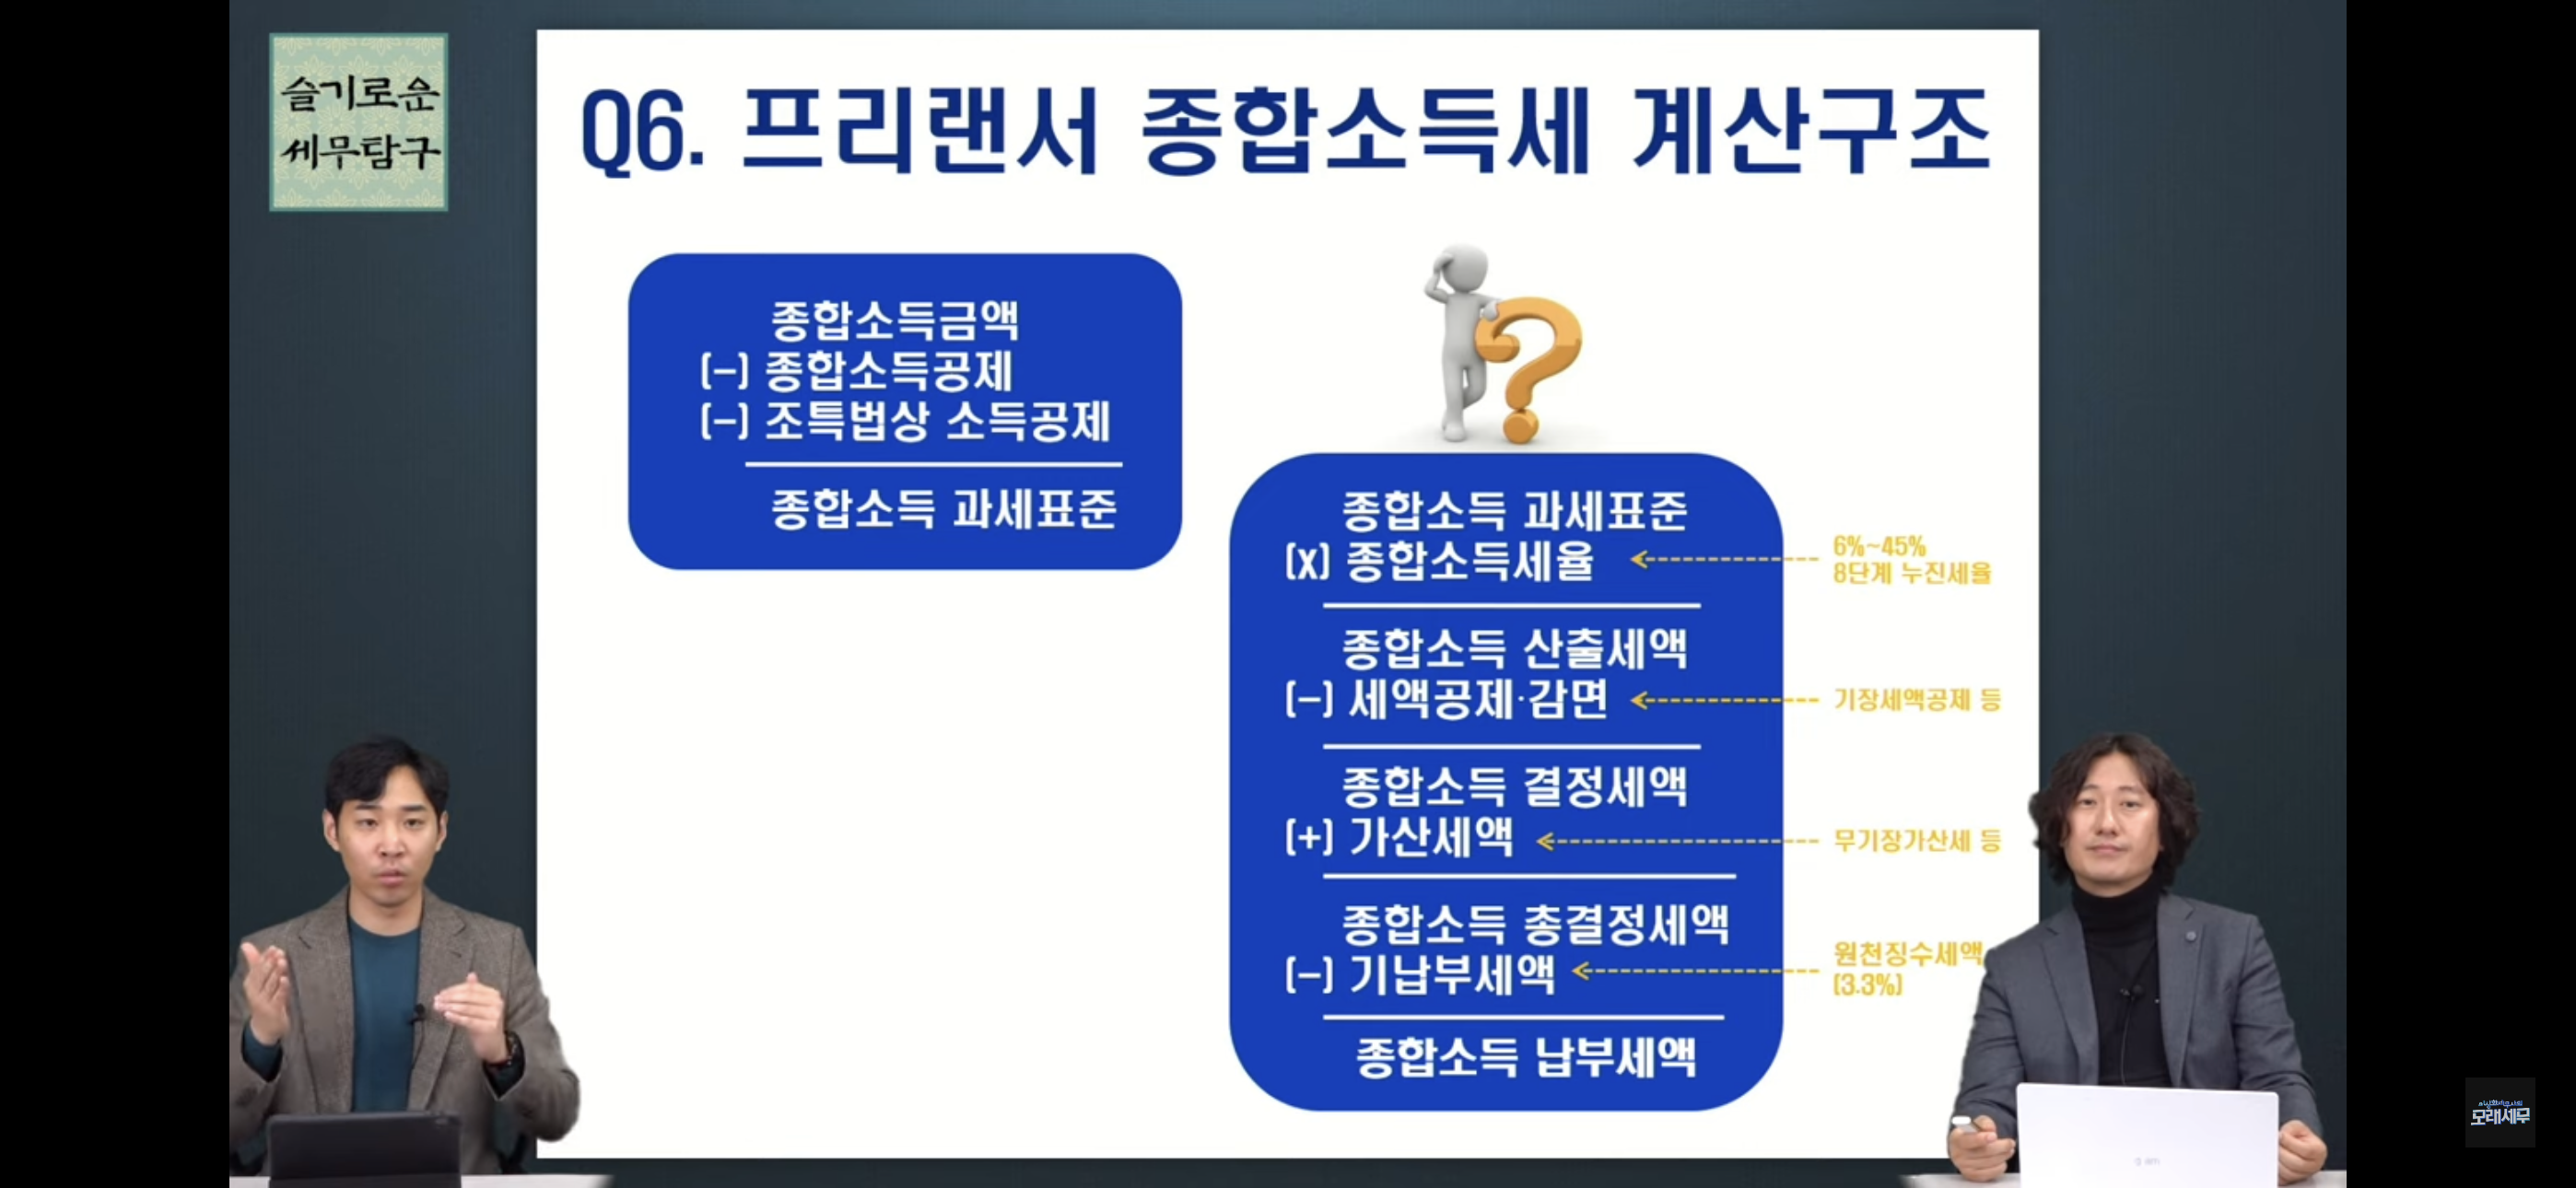 슬기로운
세무탐구
Q6. 프리랜서 종합소득세 계산구조
종합소득금액
(-) 종합소득공제
(-) 조특법상 소득공제
종합소득 과세표준
종합소득 과세표준
(x) 종합소득세율
6%~45%
8단계 누진세율
종합소득 산출세액
(-) 세액공제·감면
기장세액공제 등
종합소득 결정세액
(+) 가산세액
무기장가산세 등
종합소득 총결정세액
(-) 기납부세액
원천징수세액
(3.3%)
종합소득 납부세액
모래세무